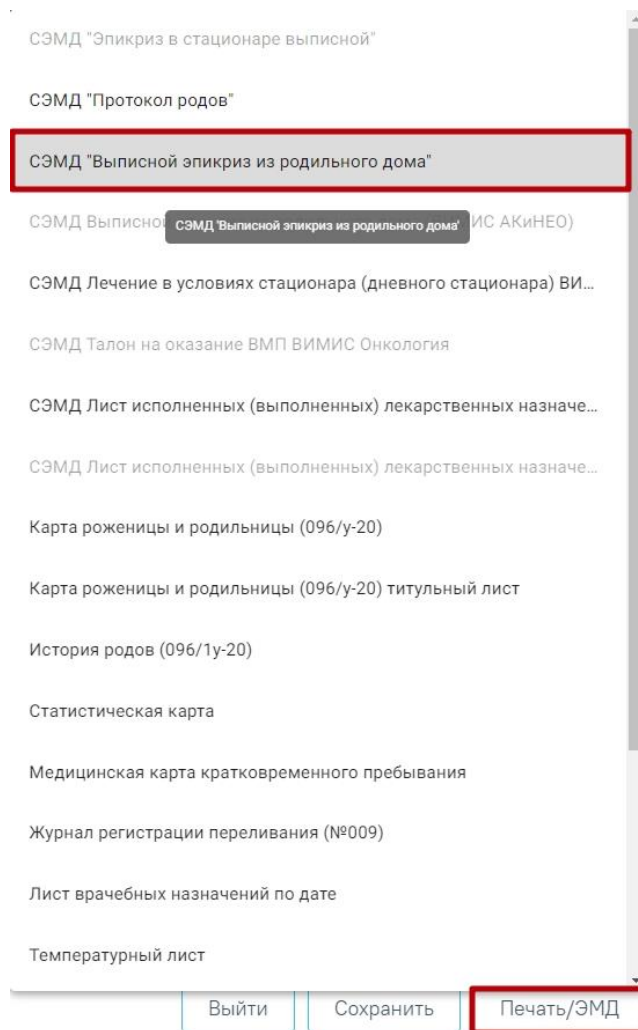 СЭМД "Эпикриз в стационаре выписной"
СЭМД "Протокол родов"
СЭМД "Выписной эпикриз из родильного дома"
СЭМД Выписно
СЭМД 'Выписной эпикриз из родильного дома'
ИС АКиНЕО)
СЭМД Лечение в условиях стационара (дневного стационара) ВИ...
СЭМД Талон на оказание ВМП ВИМИС Онкология
СЭМД Лист исполненных (выполненных) лекарственных назначе...
СЭМД Лист исполненных (выполненных) лекарственных назначе...
Карта роженицы и родильницы (096/у-20)
Карта роженицы и родильницы (096/у-20) титульный лист
История родов (096/1у-20)
Статистическая карта
Медицинская карта кратковременного пребывания
Журнал регистрации переливания (№009)
Лист врачебных назначений по дате
Температурный лист
Выйти
Сохранить
Печать/ЭМД